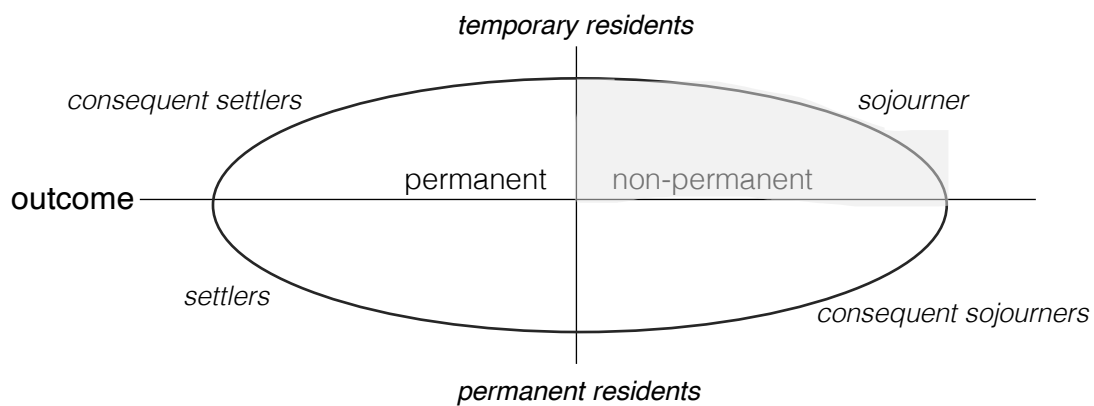 temporary residents
consequent settlers
sojourner
permanent
non-permanent
outcome
settlers
consequent sojourners
permanent residents